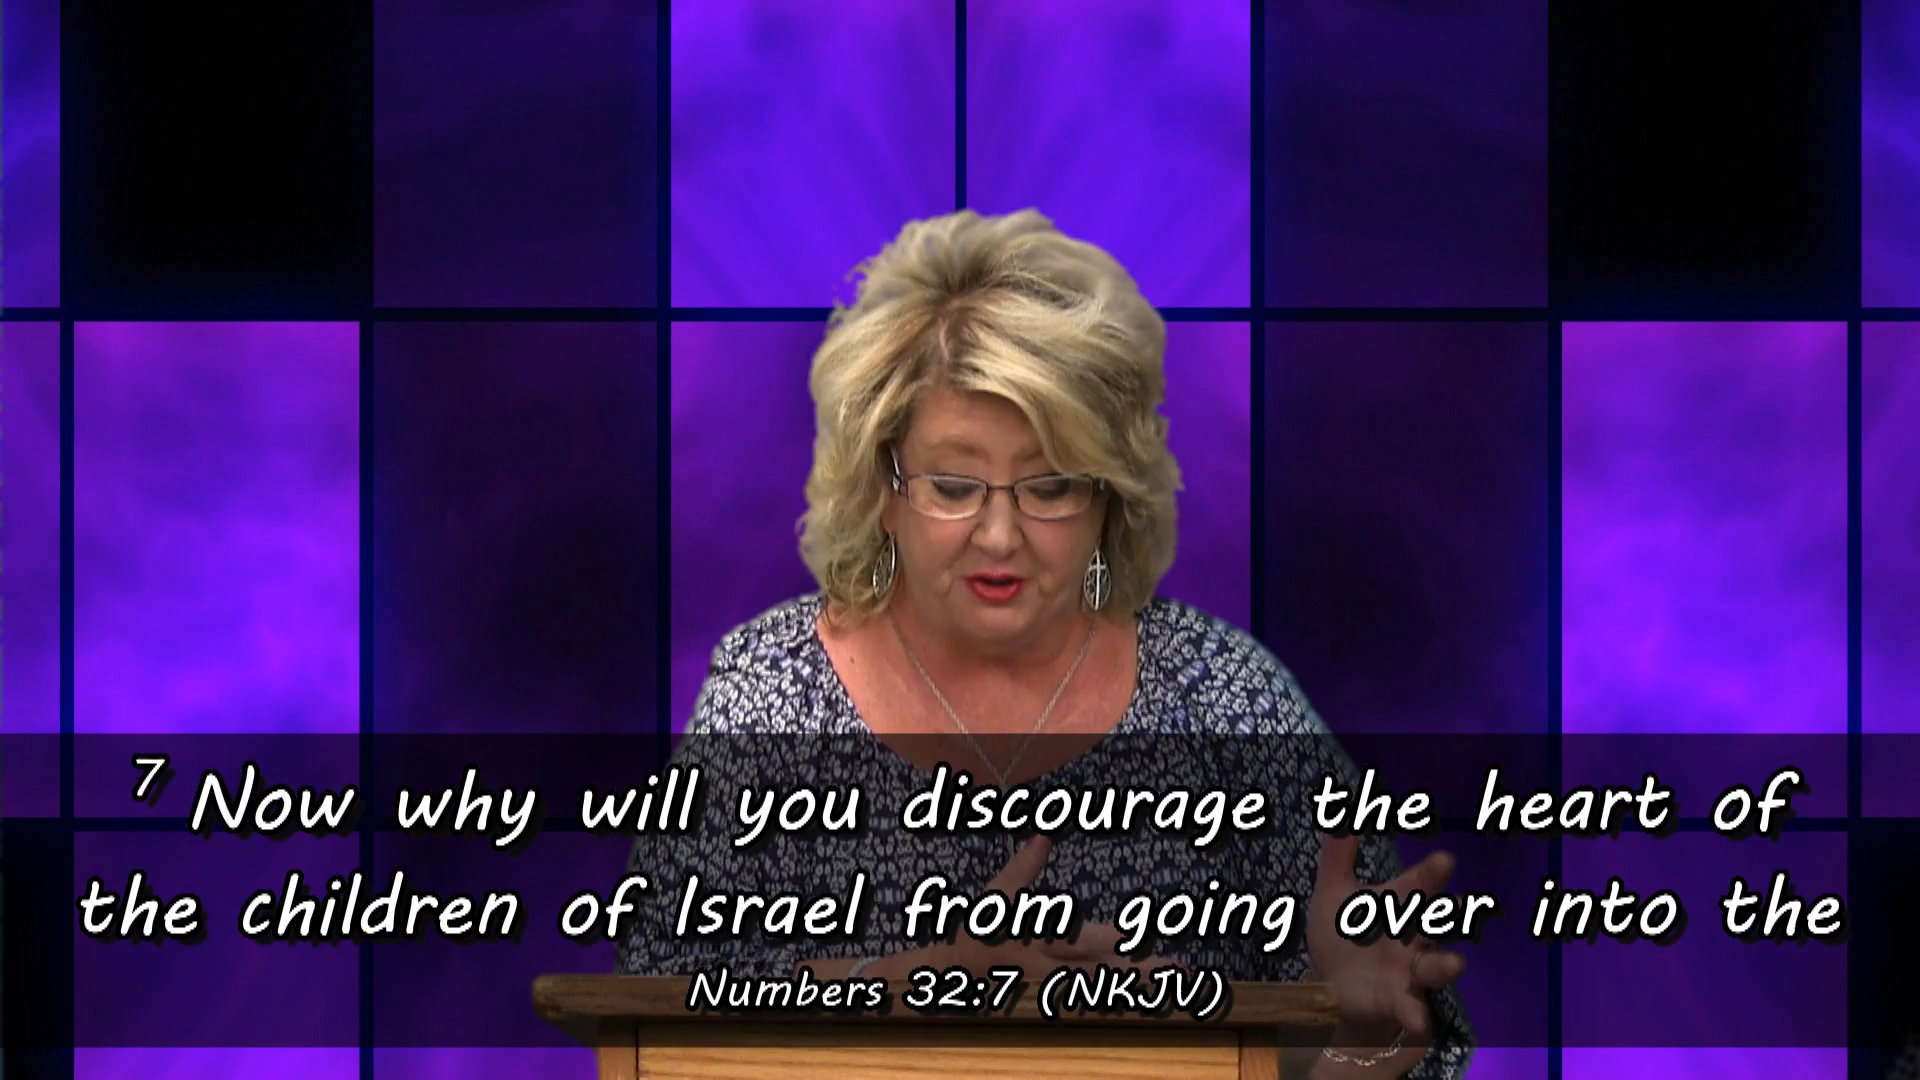 7 Now why will you discourage the heart of
the children of Israel from going over into the
Numbers 32:7 (NKJV)